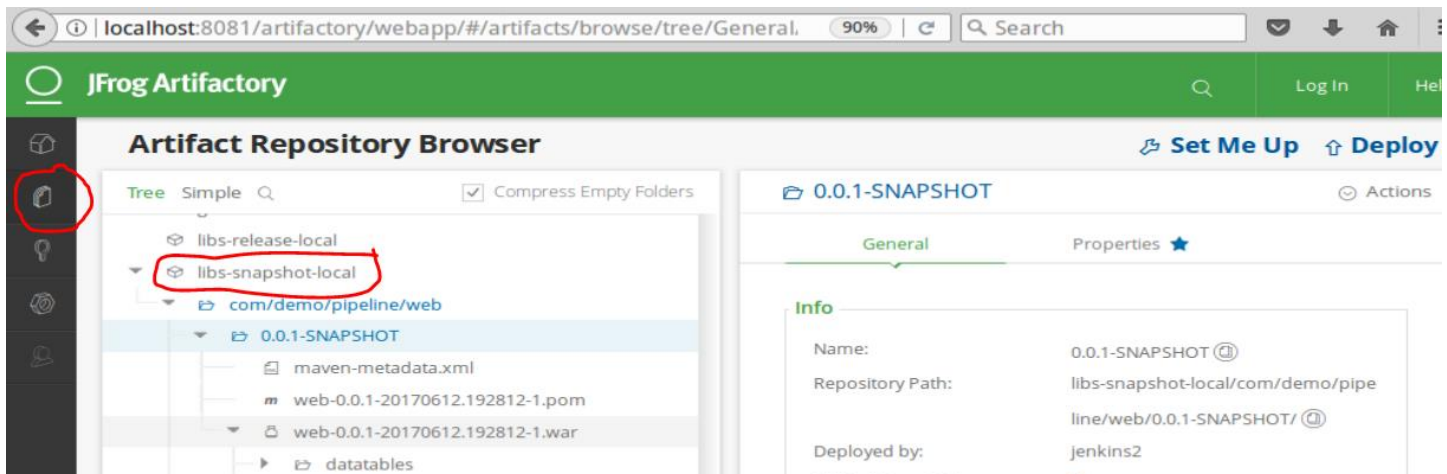 localhost:8081/artifactory/webapp/#/artifacts/browse/tree/General. 90% Search
JFrog Artifactory Log In
Artifact Repository Browser Set Me Up Deploy
Tree Simple Compress Empty Folders
libs-release-local
libs-snapshot-local
com/demo/pipeline/web
0.0.1-SNAPSHOT
maven-metadata.xml
m web-0.0.1-20170612.192812-1.pom
web-0.0.1-20170612.192812-1.war
datatables
0.0.1-SNAPSHOT Actions
General Properties
Info
Name: 0.0.1-SNAPSHOT
Repository Path: libs-snapshot-local/com/demo/pipe
line/web/0.0.1-SNAPSHOT/
Deployed by: jenkins2